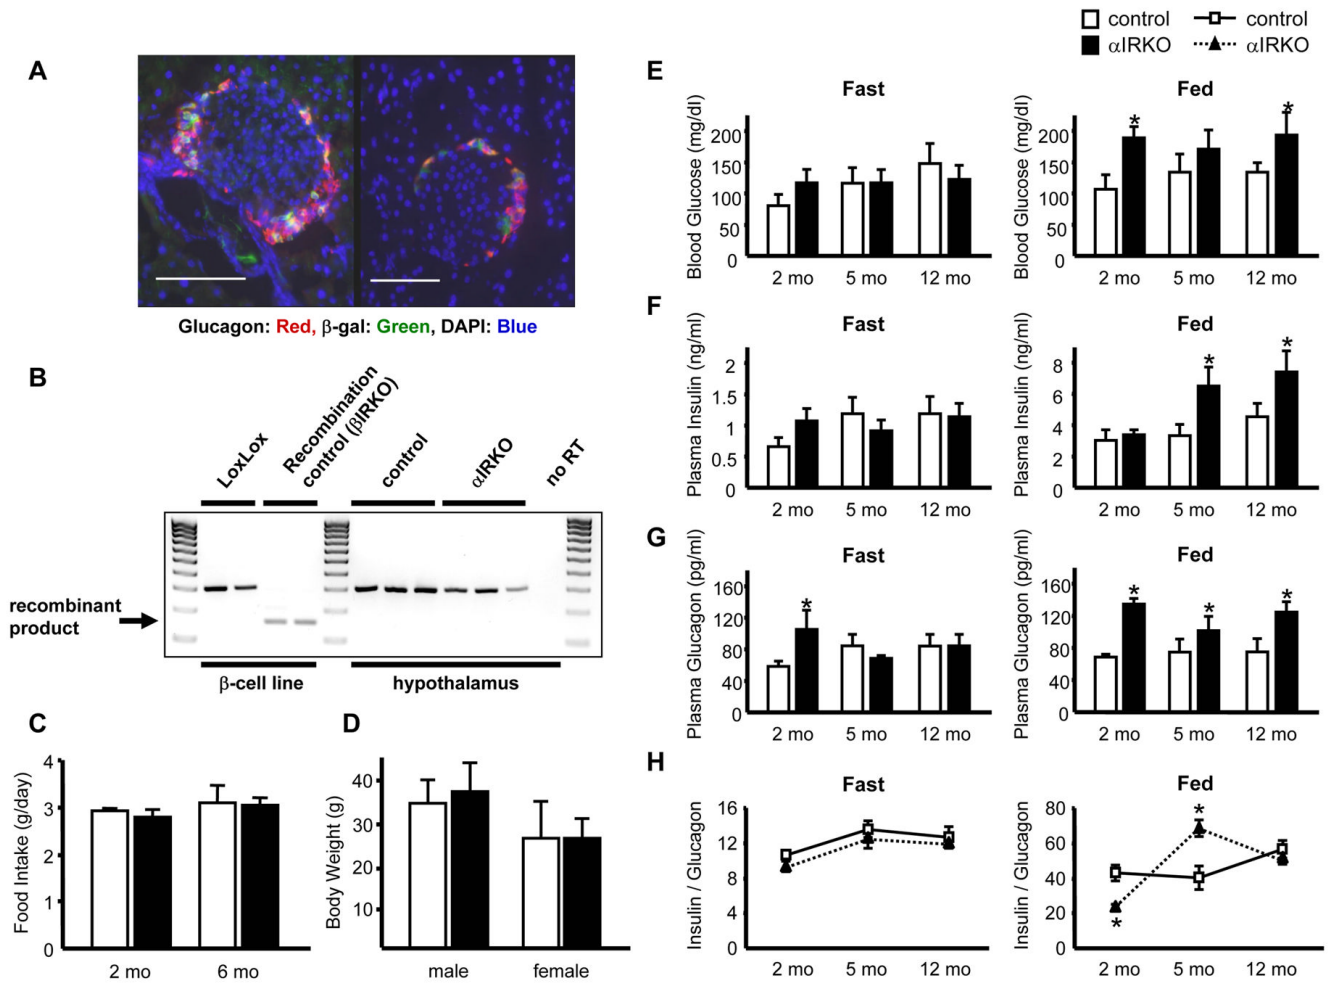 control control
αIRKO αIRKO
A
Glucagon: Red, β-gal: Green, DAPI: Blue
B
LoxLox
Recombination
control (βIRKO)
control
αIRKO
no RT
recombinant
product
β-cell line
hypothalamus
C
Food Intake (g/day)
4
3
2
1
0
2 mo 6 mo
D
Body Weight (g)
40
30
20
10
male female
E
Fast
Blood Glucose (mg/dl)
200
150
100
50
0
2 mo 5 mo 12 mo
Fed
Blood Glucose (mg/dl)
200
150
100
50
0
* *
2 mo 5 mo 12 mo
F
Fast
Plasma Insulin (ng/ml)
2
1.5
1
0.5
0
2 mo 5 mo 12 mo
Fed
Plasma Insulin (ng/ml)
8
6
4
2
0
* *
2 mo 5 mo 12 mo
G
Fast
Plasma Glucagon (pg/ml)
160
120
80
40
0
*
2 mo 5 mo 12 mo
Fed
Plasma Glucagon (pg/ml)
160
120
80
40
0
* * *
2 mo 5 mo 12 mo
H
Fast
Insulin / Glucagon
16
12
8
4
0
2 mo 5 mo 12 mo
Fed
Insulin / Glucagon
80
60
40
20
0
*
*
2 mo 5 mo 12 mo